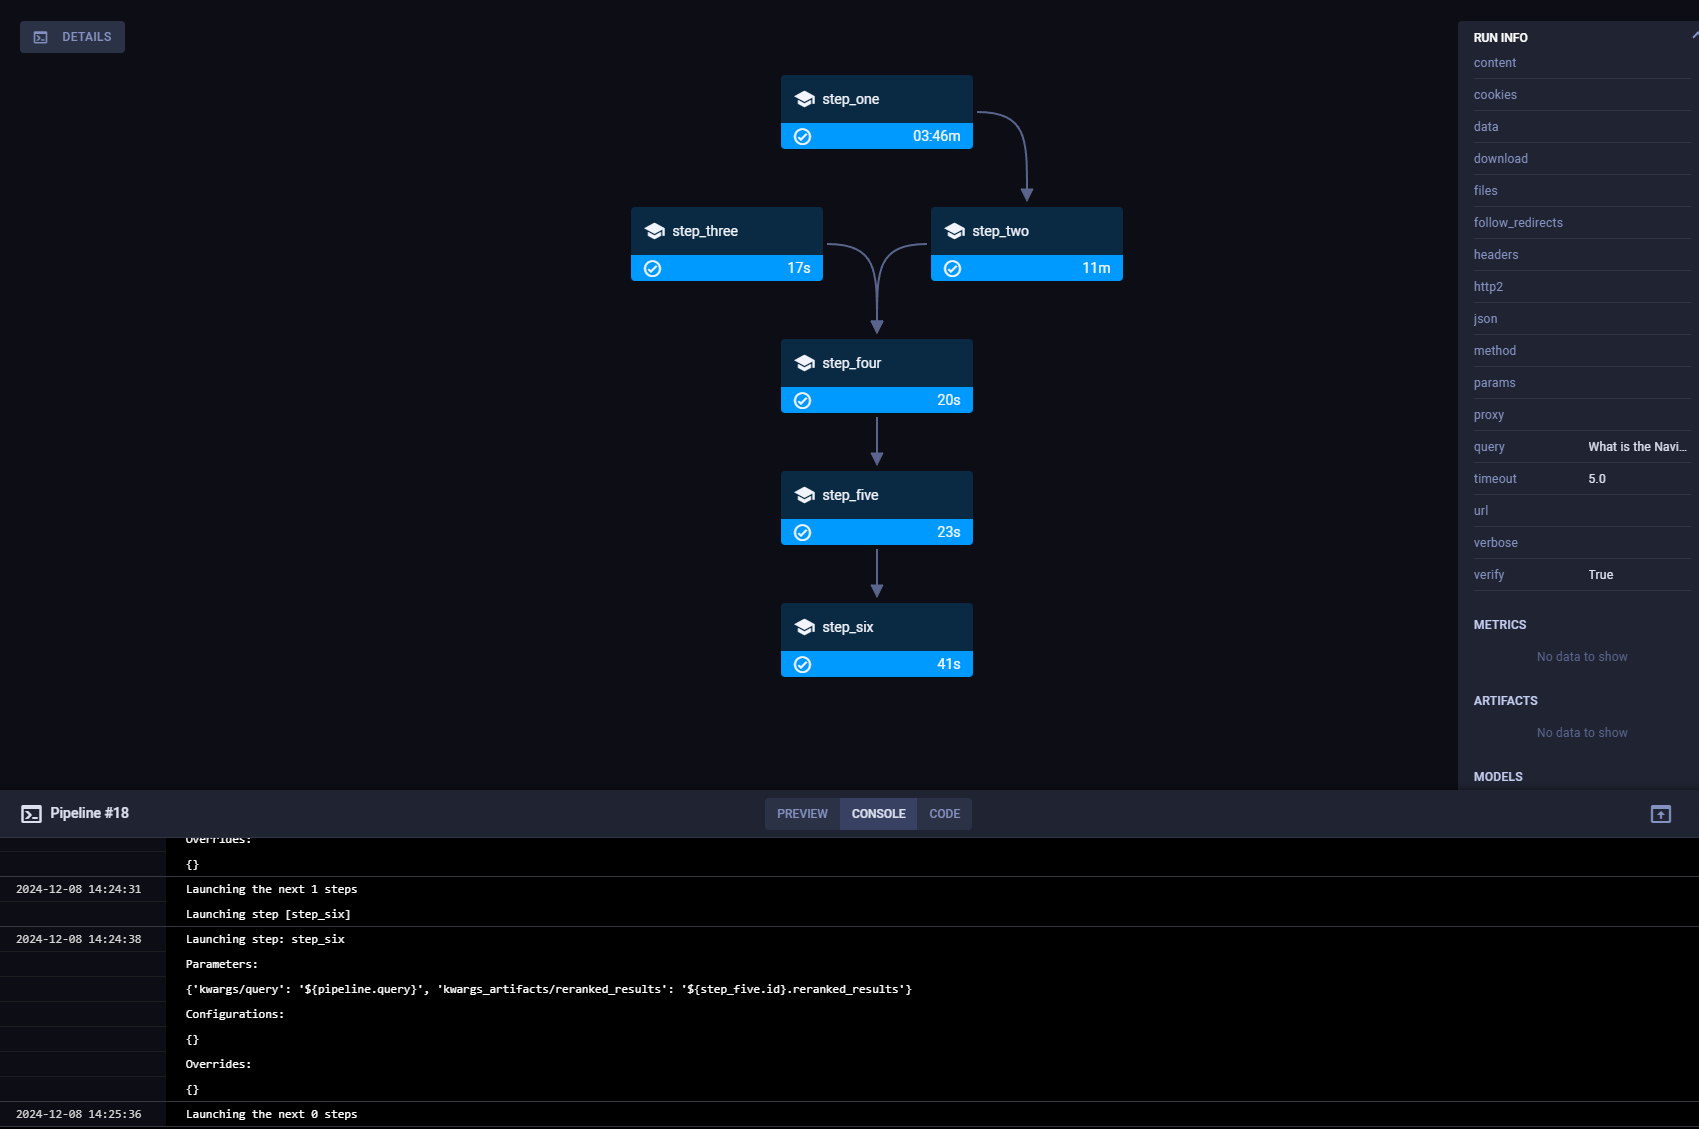 DETAILS
step_one
03:46m
step_three
17s
step_two
11m
step_four
20s
step_five
23s
step_six
41s
RUN INFO
content
cookies
data
download
files
follow_redirects
headers
http2
json
method
params
proxy
query What is the Navi...
timeout 5.0
url
verbose
verify True
METRICS
No data to show
ARTIFACTS
No data to show
MODELS
Pipeline #18
PREVIEW CONSOLE CODE
Overrides:
{}
2024-12-08 14:24:31 Launching the next 1 steps
Launching step [step_six]
2024-12-08 14:24:38 Launching step: step_six
Parameters:
{'kwargs/query': '${pipeline.query}', 'kwargs_artifacts/reranked_results': '${step_five.id}.reranked_results'}
Configurations:
{}
Overrides:
{}
2024-12-08 14:25:36 Launching the next 0 steps